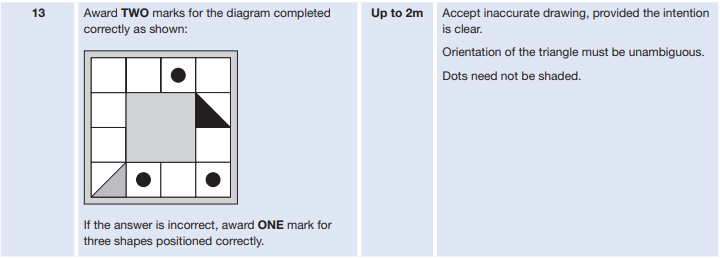 13
Award TWO marks for the diagram completed
correctly as shown:
If the answer is incorrect, award ONE mark for
three shapes positioned correctly.
Up to 2m
Accept inaccurate drawing, provided the intention
is clear.
Orientation of the triangle must be unambiguous.
Dots need not be shaded.